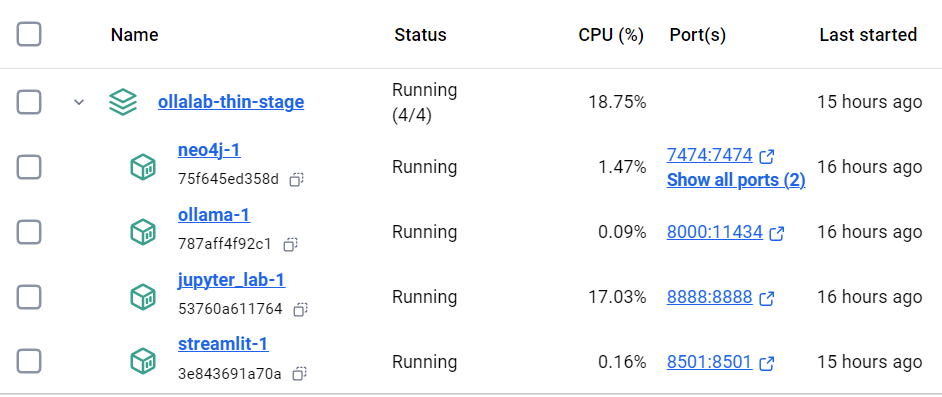 Name Status CPU (%) Port(s) Last started
ollalab-thin-stage Running (4/4) 18.75% 15 hours ago
neo4j-1
75f645ed358d Running 1.47% 7474:7474 16 hours ago
Show all ports (2)
ollama-1
787aff4f92c1 Running 0.09% 8000:11434 16 hours ago
jupyter_lab-1
53760a611764 Running 17.03% 8888:8888 16 hours ago
streamlit-1
3e843691a70a Running 0.16% 8501:8501 15 hours ago